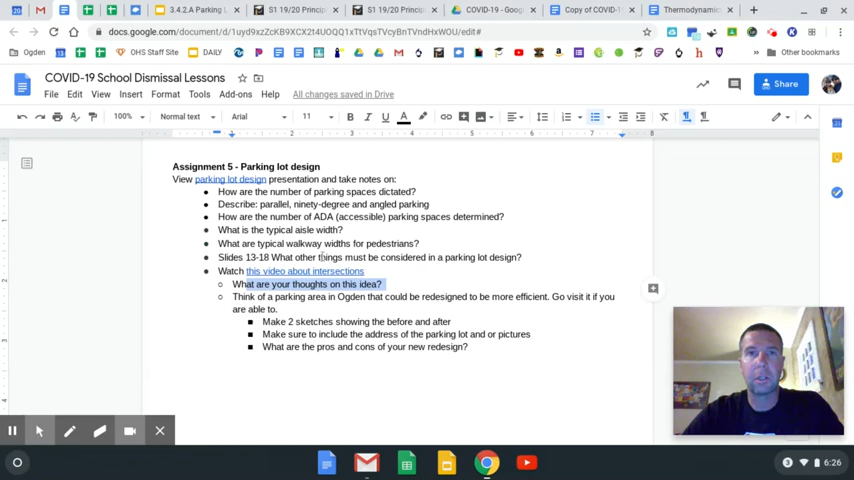 3.4.2.A Parking L
S1 19/20 Princip
S1 19/20 Princip
COVID-19 - Goog
Copy of COVID-1
Thermodynamic
docs.google.com/document/d/1uyd9xzZcKB9XCX2t4UOQQ1xTtVqsTVcyBnTVndHxWOU/edit#
Ogden
OHS Staff Site
DAILY
Other bookmarks
COVID-19 School Dismissal Lessons
Share
File Edit View Insert Format Tools Add-ons Help All changes saved in Drive
100% Normal text Arial 11
Assignment 5 - Parking lot design
View parking lot design presentation and take notes on:
How are the number of parking spaces dictated?
Describe: parallel, ninety-degree and angled parking
How are the number of ADA (accessible) parking spaces determined?
What is the typical aisle width?
What are typical walkway widths for pedestrians?
Slides 13-18 What other things must be considered in a parking lot design?
Watch this video about intersections
What are your thoughts on this idea?
Think of a parking area in Ogden that could be redesigned to be more efficient. Go visit it if you
are able to.
Make 2 sketches showing the before and after
Make sure to include the address of the parking lot and or pictures
What are the pros and cons of your new redesign?
3 6:26